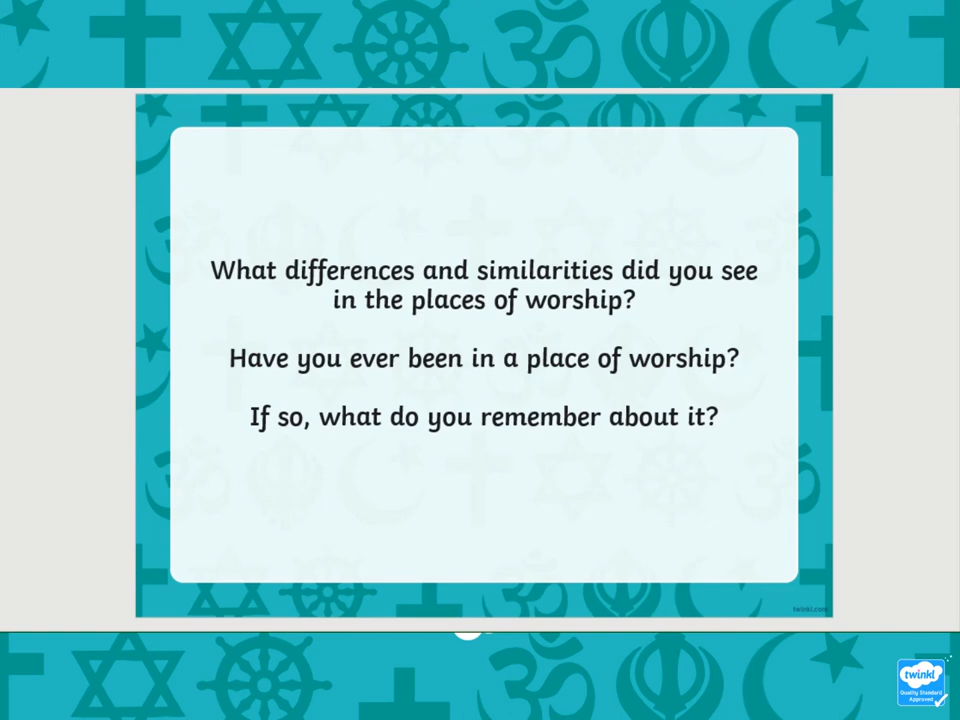 What differences and similarities did you see
in the places of worship?
Have you ever been in a place of worship?
If so, what do you remember about it?
twinkl.com
twinkl
Quality Standard
Approved